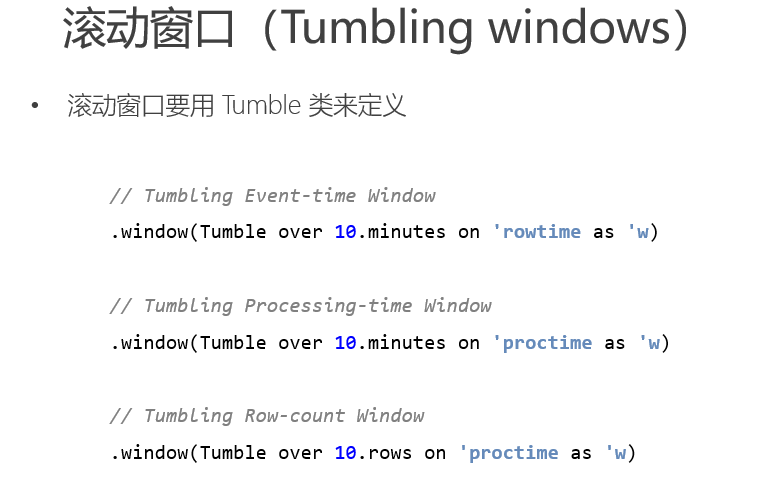 滚动窗口（Tumbling windows）
• 滚动窗口要用 Tumble 类来定义
// Tumbling Event-time Window
.window(Tumble over 10.minutes on 'rowtime as 'w)
// Tumbling Processing-time Window
.window(Tumble over 10.minutes on 'proctime as 'w)
// Tumbling Row-count Window
.window(Tumble over 10.rows on 'proctime as 'w)